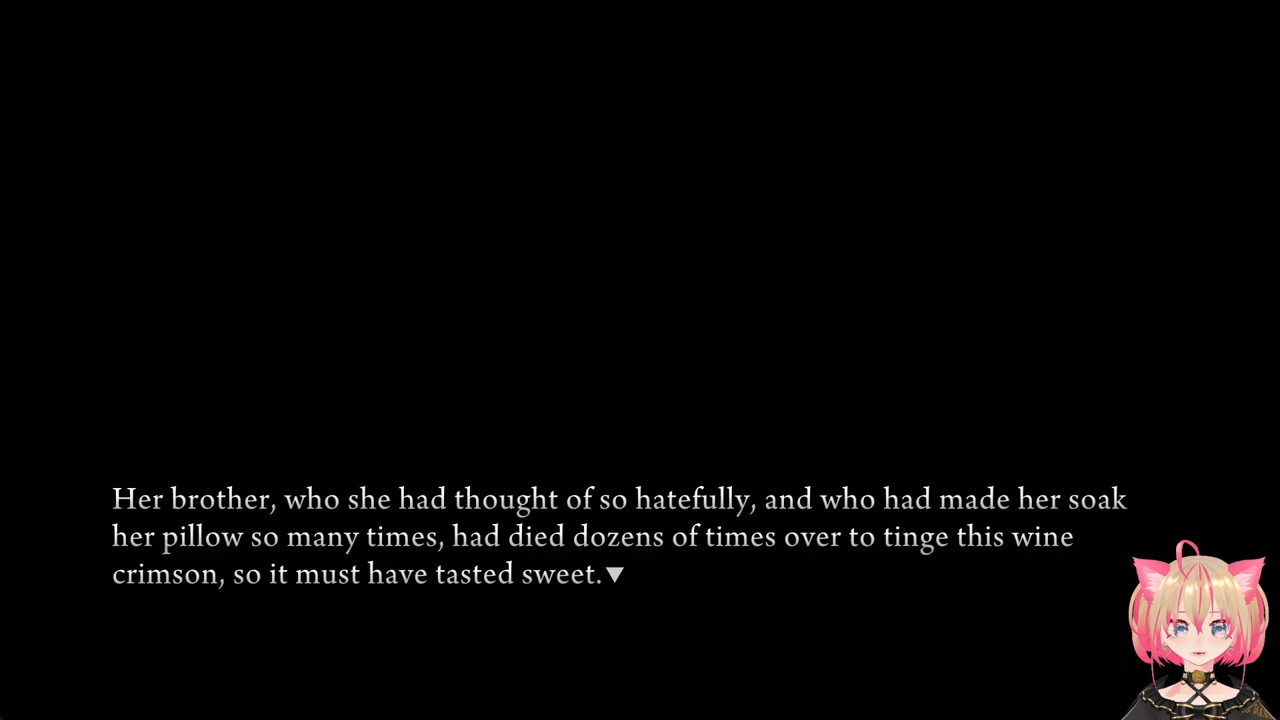 Her brother, who she had thought of so hatefully, and who had made her soak
her pillow so many times, had died dozens of times over to tinge this wine
crimson, so it must have tasted sweet.▼